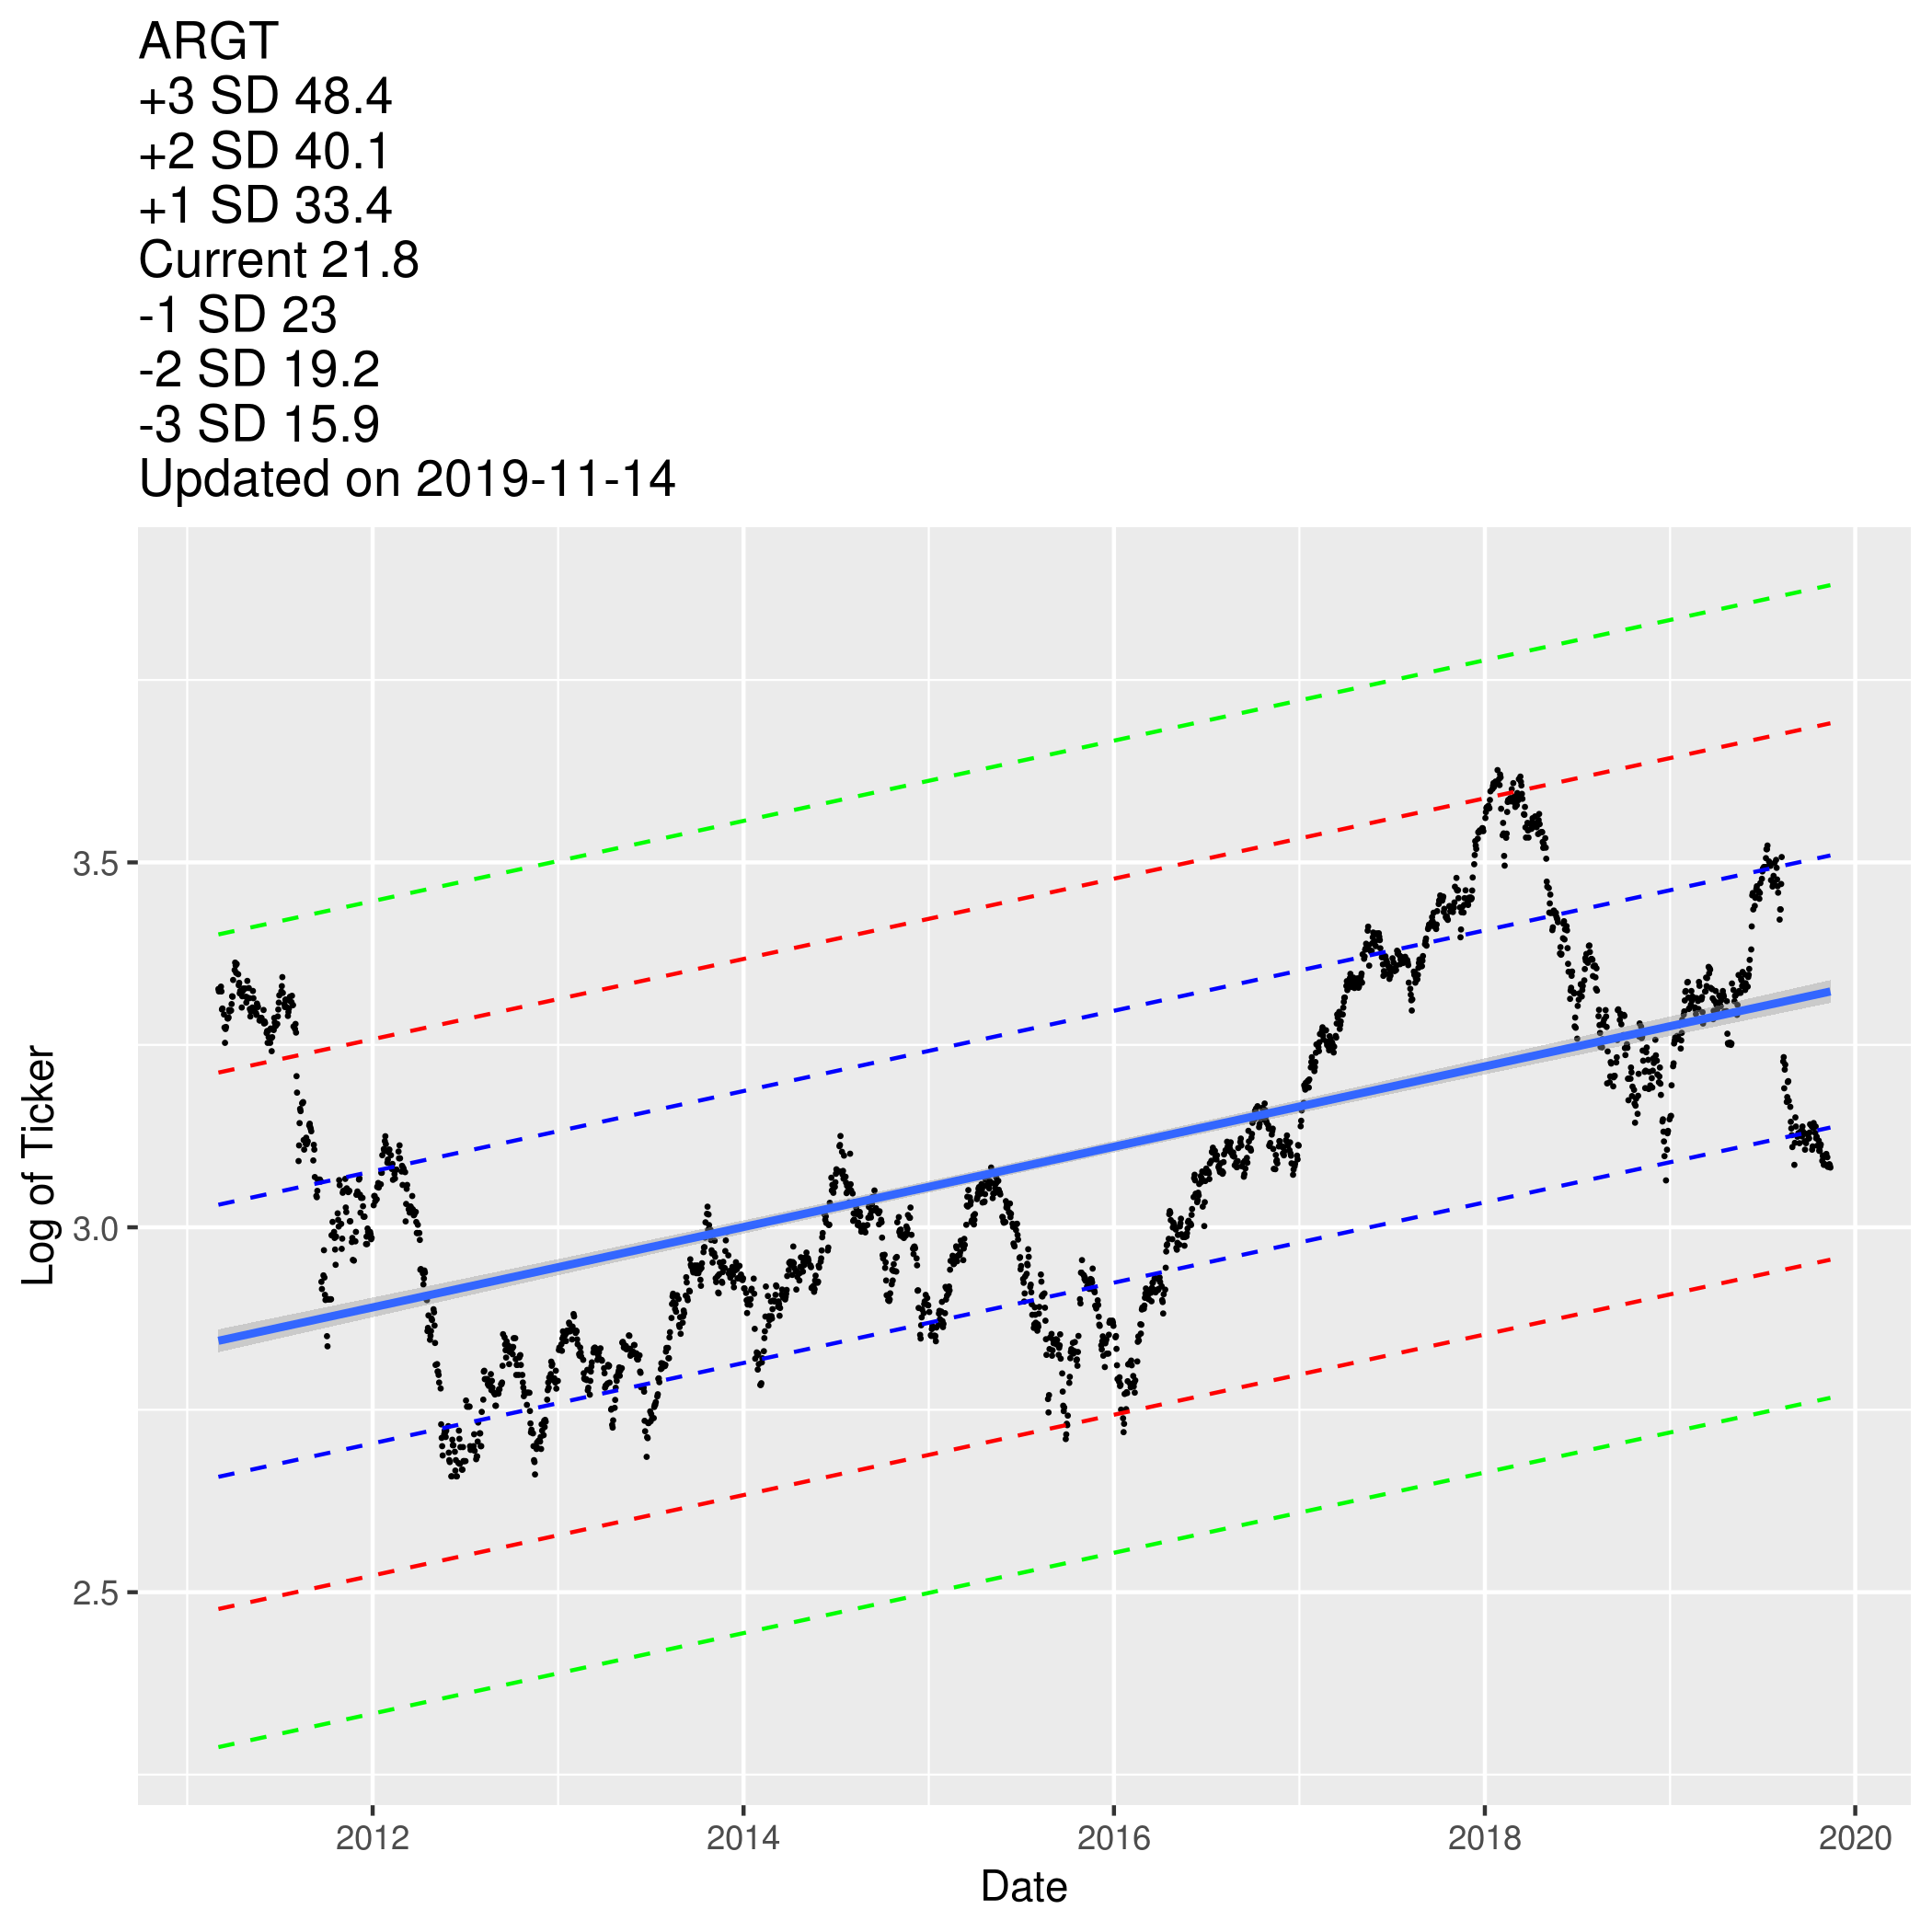 ARGT
+3 SD 48.4
+2 SD 40.1
+1 SD 33.4
Current 21.8
-1 SD 23
-2 SD 19.2
-3 SD 15.9
Updated on 2019-11-14
3.5
3.0
2.5
Log of Ticker
2012 2014 2016 2018 2020
Date